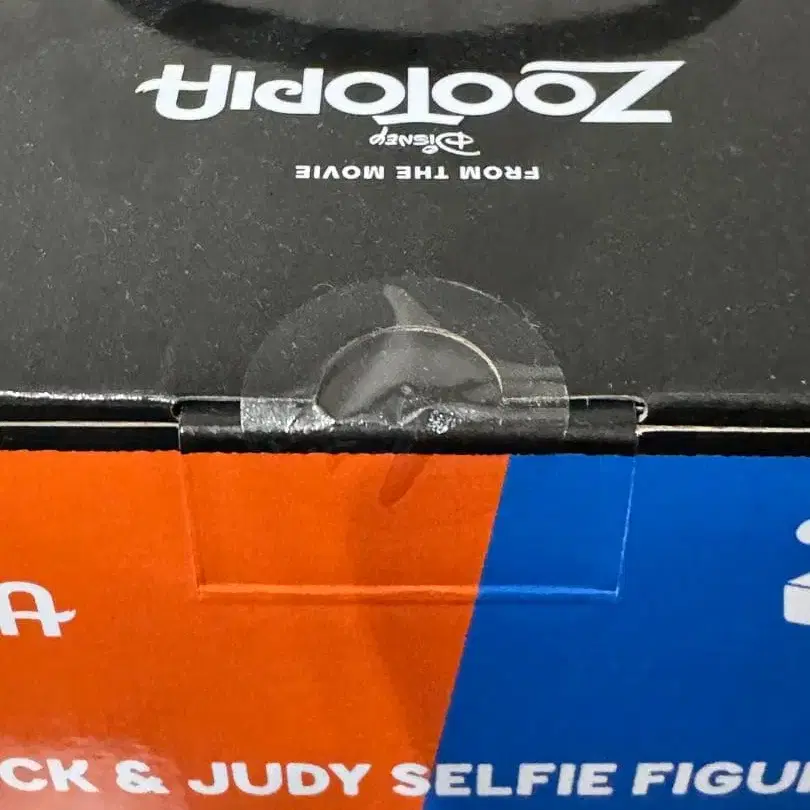 FROM THE MOVIE
Disney
ZOOTOPIA
A
CK & JUDY SELFIE FIGU